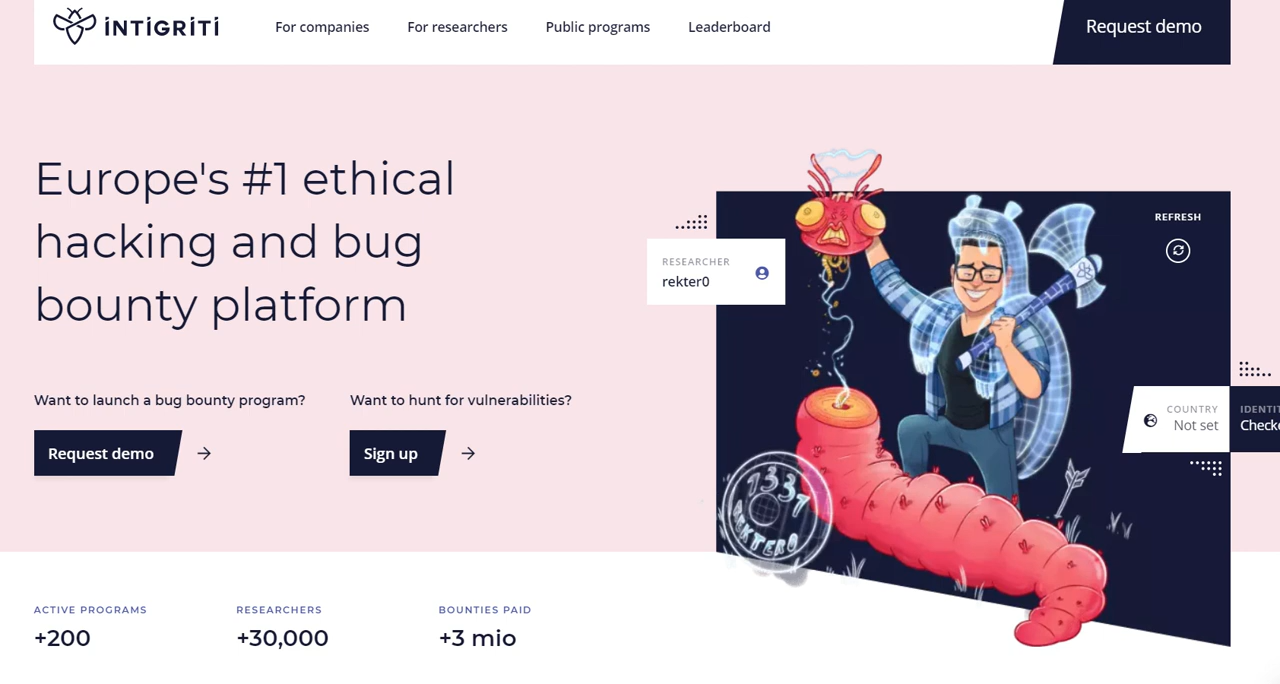 INTIGRITI
For companies
For researchers
Public programs
Leaderboard
Request demo
Europe's #1 ethical
hacking and bug
bounty platform
Want to launch a bug bounty program?
Request demo
Want to hunt for vulnerabilities?
Sign up
RESEARCHER
rekter0
REFRESH
COUNTRY
Not set
1337
REKTER0
ACTIVE PROGRAMS
+200
RESEARCHERS
+30,000
BOUNTIES PAID
+3 mio